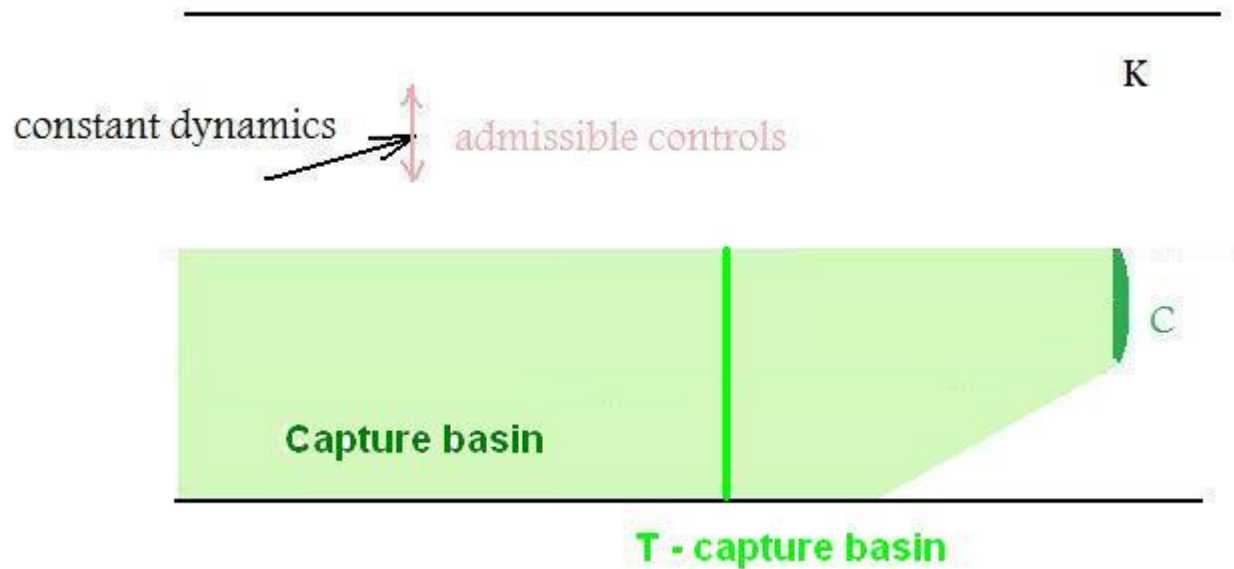 K
constant dynamics
admissible controls
C
Capture basin
T - capture basin